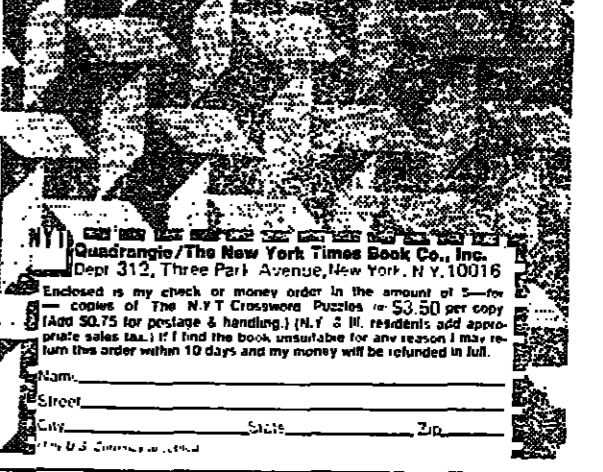 NYT
Quadrangle/The New York Times Book Co., Inc.
Dept 312, Three Park Avenue, New York, N.Y. 10016
Enclosed is my check or money order in the amount of $—for
— copies of The N.Y T Crossword Puzzles @ $3.50 per copy
(Add $0.75 for postage & handling.) (N.Y. & Ill. residents add appro-
priate sales tax.) If I find the book unsuitable for any reason I may re-
turn this order within 10 days and my money will be refunded in full.
Name
Street
City State Zip